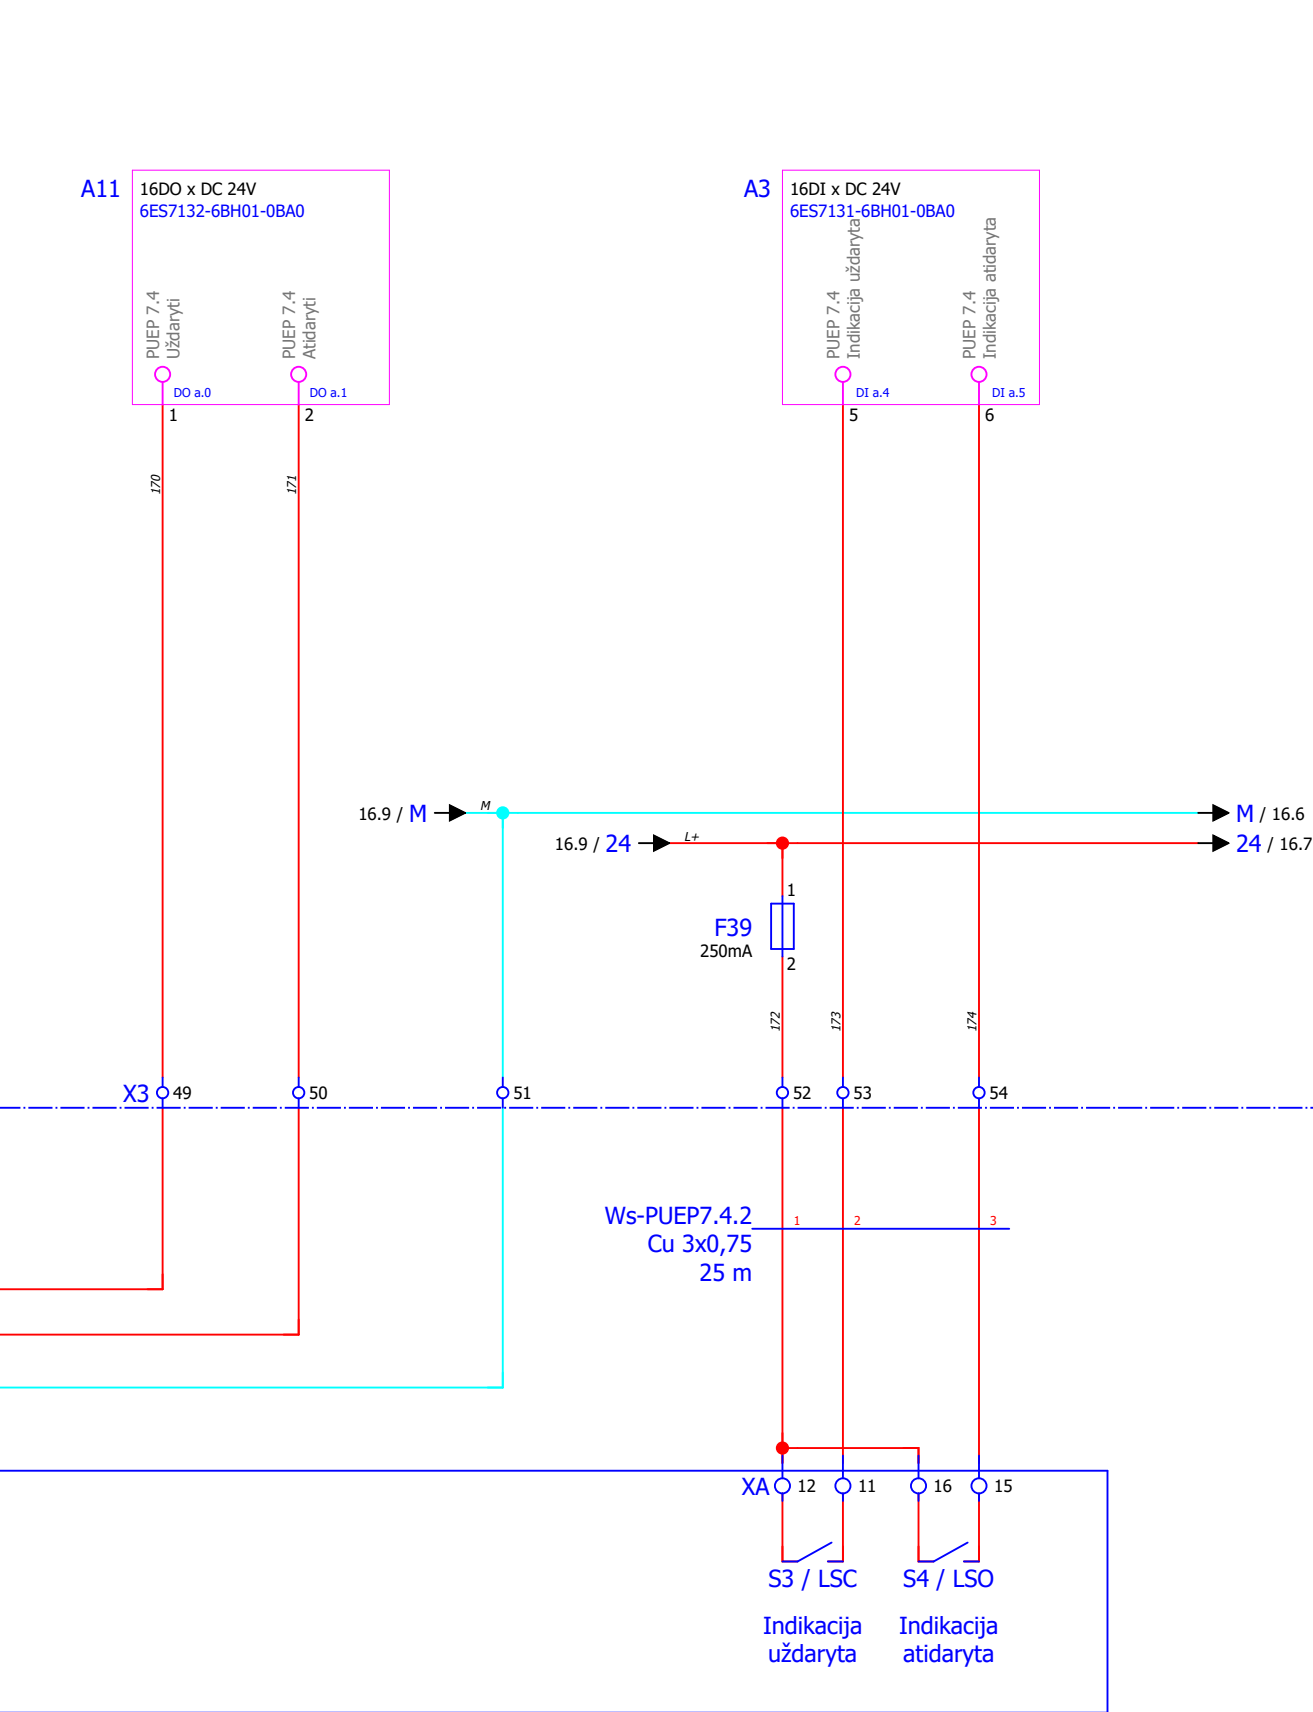 A11
16DO x DC 24V
6ES7132-6BH01-0BA0
PUEP 7.4
Uždaryti
PUEP 7.4
Atidaryti
DO a.0
DO a.1
1
2
A3
16DI x DC 24V
6ES7131-6BH01-0BA0
PUEP 7.4
Indikacija uždaryta
PUEP 7.4
Indikacija atidaryta
DI a.4
DI a.5
5
6
170
171
16.9 / M
M
M / 16.6
16.9 / 24
L+
24 / 16.7
1
F39
250mA
2
172
173
174
X3
49
50
51
52
53
54
Ws-PUEP7.4.2
Cu 3x0,75
25 m
1
2
3
XA
12
11
16
15
S3 / LSC
S4 / LSO
Indikacija
uždaryta
Indikacija
atidaryta